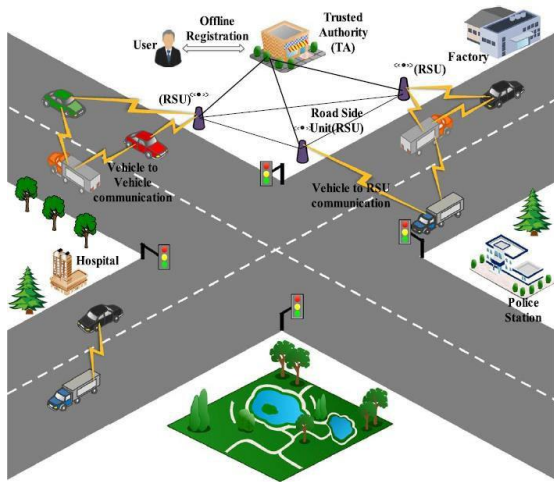 Offline
Registration
User
Trusted
Authority
(TA)
Factory
(RSU)
(RSU)
Road Side
Unit(RSU)
Vehicle to
Vehicle
communication
Vehicle to RSU
communication
Hospital
Police
Station